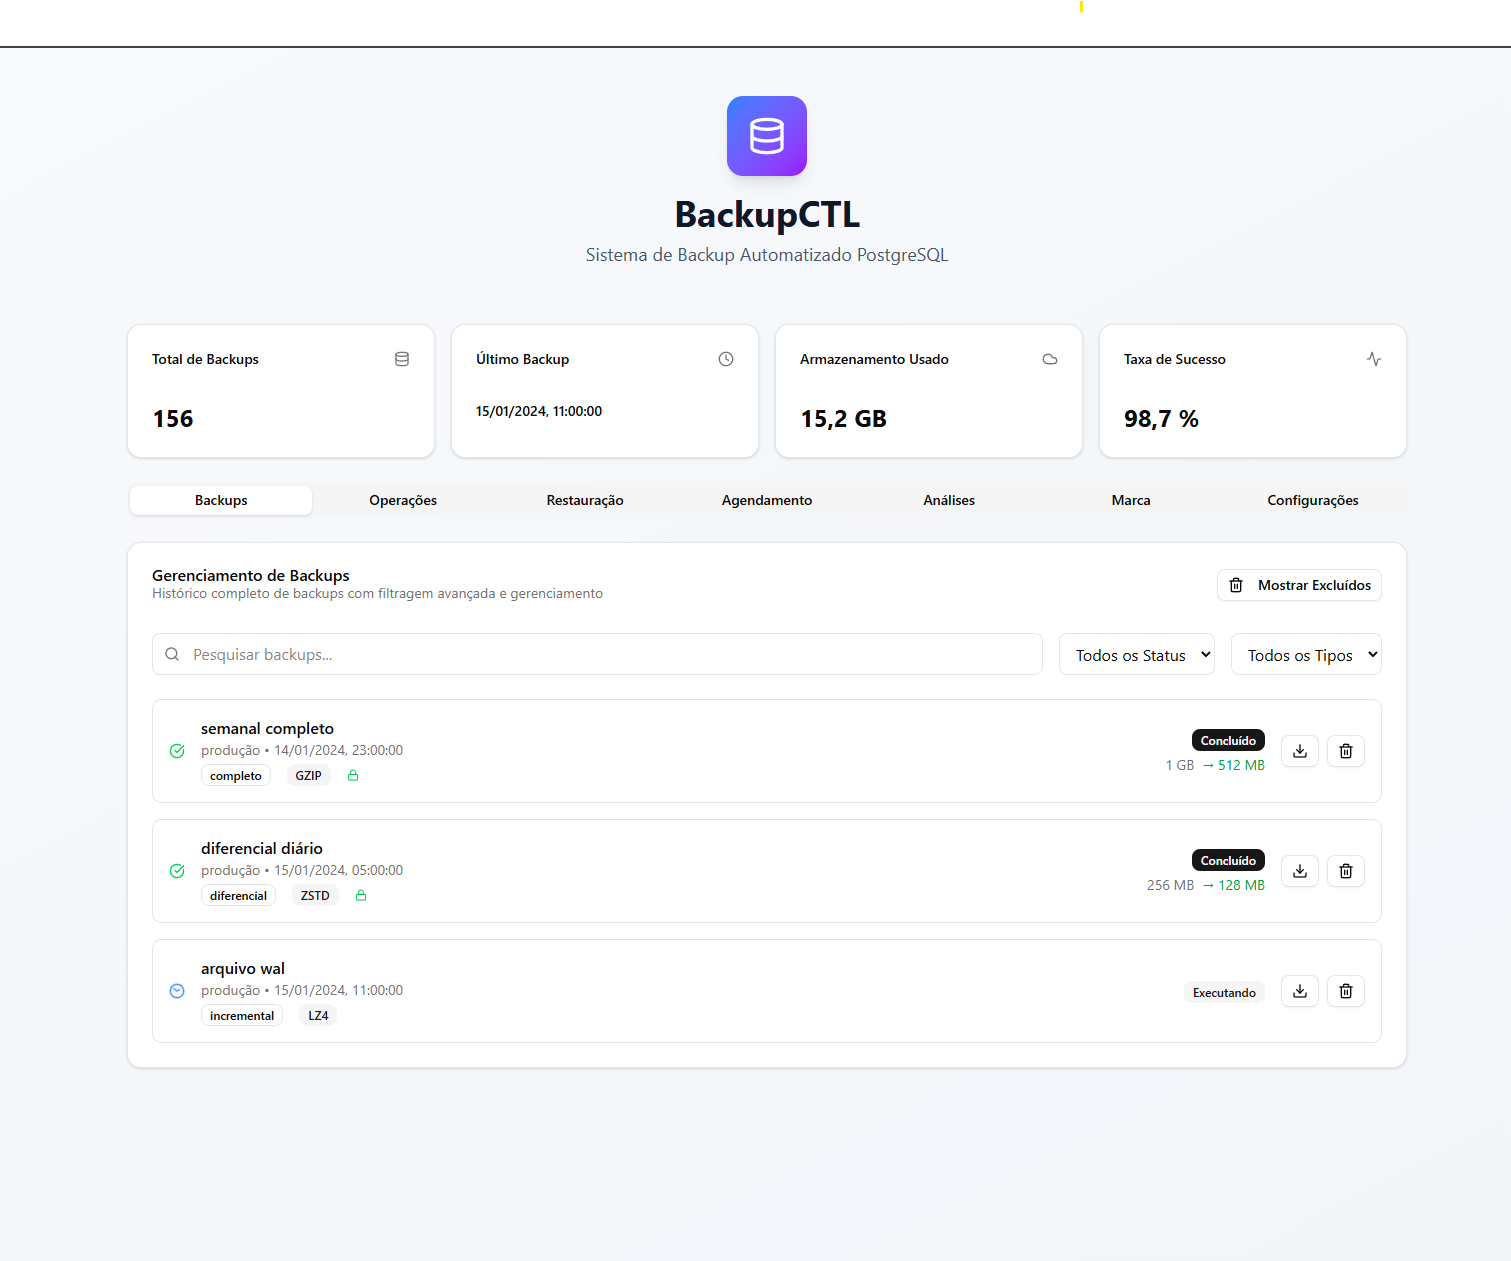 BackupCTL
Sistema de Backup Automatizado PostgreSQL
Total de Backups
156
Último Backup
15/01/2024, 11:00:00
Armazenamento Usado
15,2 GB
Taxa de Sucesso
98,7 %
Backups
Operações
Restauração
Agendamento
Análises
Marca
Configurações
Gerenciamento de Backups
Histórico completo de backups com filtragem avançada e gerenciamento
Mostrar Excluídos
Pesquisar backups...
Todos os Status
Todos os Tipos
semanal completo
produção • 14/01/2024, 23:00:00
completo
GZIP
Concluído
1 GB → 512 MB
diferencial diário
produção • 15/01/2024, 05:00:00
diferencial
ZSTD
Concluído
256 MB → 128 MB
arquivo wal
produção • 15/01/2024, 11:00:00
incremental
LZ4
Executando